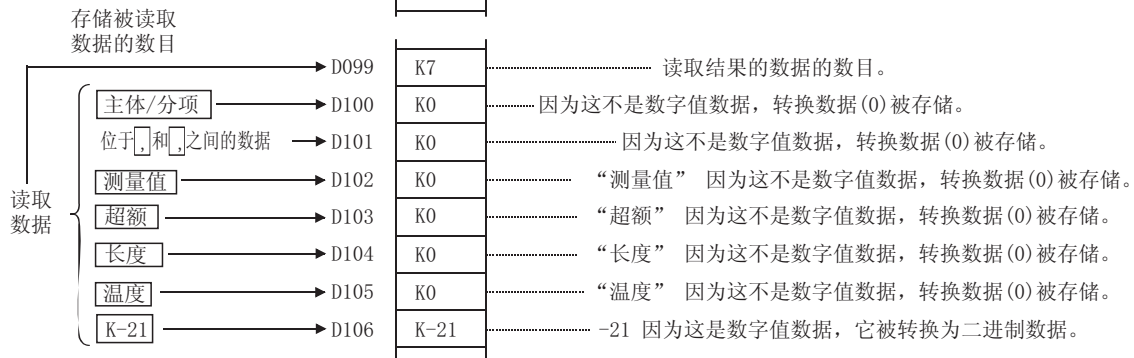 存储被读取
数据的数目
D099 K7 读取结果的数据的数目。
主体/分项 D100 K0 因为这不是数字值数据，转换数据(0)被存储。
位于,和,之间的数据 D101 K0 因为这不是数字值数据，转换数据(0)被存储。
测量值 D102 K0 “测量值” 因为这不是数字值数据，转换数据(0)被存储。
读取
数据
超额 D103 K0 “超额” 因为这不是数字值数据，转换数据(0)被存储。
长度 D104 K0 “长度” 因为这不是数字值数据，转换数据(0)被存储。
温度 D105 K0 “温度” 因为这不是数字值数据，转换数据(0)被存储。
K-21 D106 K-21 -21 因为这是数字值数据，它被转换为二进制数据。